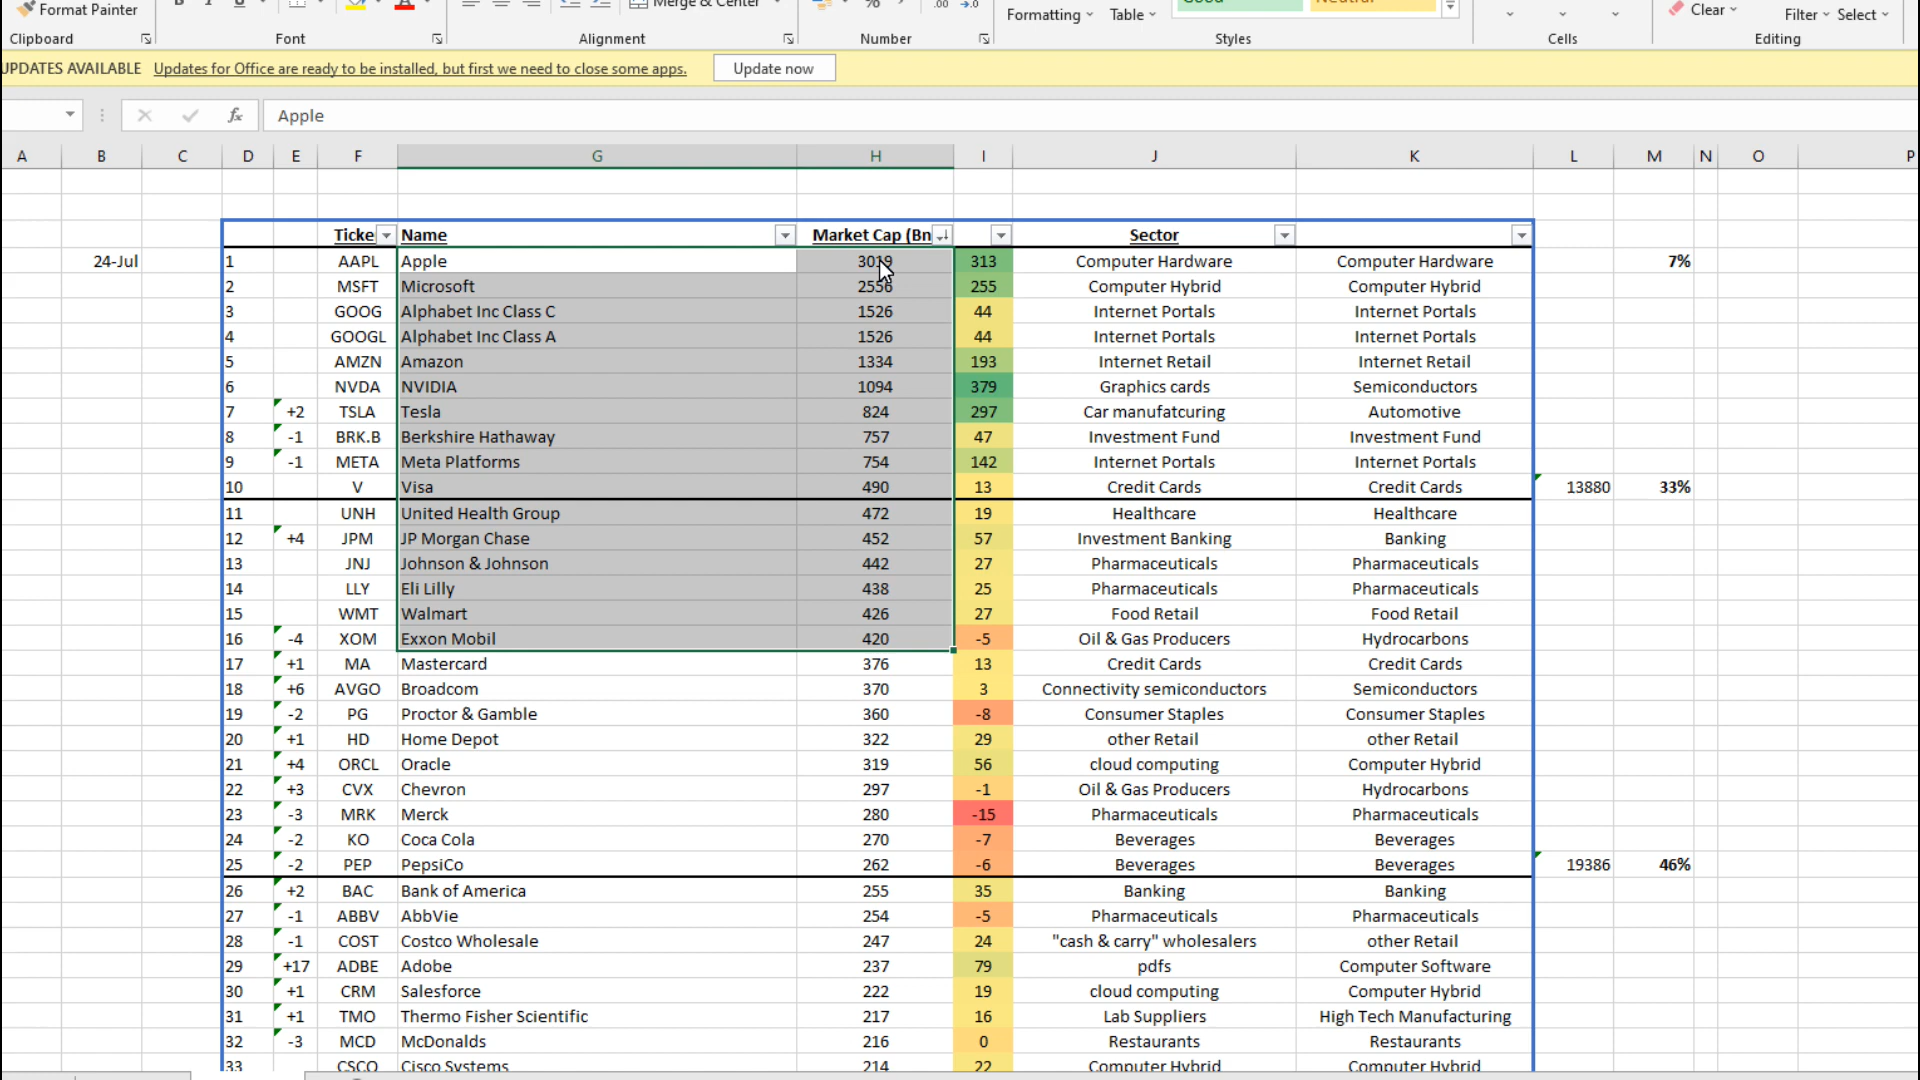 Format Painter
Merge & Center
Formatting Table
Clear
Filter Select
Clipboard Font Alignment Number Styles Cells Editing
UPDATES AVAILABLE Updates for Office are ready to be installed, but first we need to close some apps. Update now
fx Apple
A B C D E F G H I J K L M N O P
Ticke Name Market Cap (Bn Sector
24-Jul 1 AAPL Apple 3019 313 Computer Hardware Computer Hardware 7%
2 MSFT Microsoft 2556 255 Computer Hybrid Computer Hybrid
3 GOOG Alphabet Inc Class C 1526 44 Internet Portals Internet Portals
4 GOOGL Alphabet Inc Class A 1526 44 Internet Portals Internet Portals
5 AMZN Amazon 1334 193 Internet Retail Internet Retail
6 NVDA NVIDIA 1094 379 Graphics cards Semiconductors
7 +2 TSLA Tesla 824 297 Car manufatcuring Automotive
8 -1 BRK.B Berkshire Hathaway 757 47 Investment Fund Investment Fund
9 -1 META Meta Platforms 754 142 Internet Portals Internet Portals
10 V Visa 490 13 Credit Cards Credit Cards 13880 33%
11 UNH United Health Group 472 19 Healthcare Healthcare
12 +4 JPM JP Morgan Chase 452 57 Investment Banking Banking
13 JNJ Johnson & Johnson 442 27 Pharmaceuticals Pharmaceuticals
14 LLY Eli Lilly 438 25 Pharmaceuticals Pharmaceuticals
15 WMT Walmart 426 27 Food Retail Food Retail
16 -4 XOM Exxon Mobil 420 -5 Oil & Gas Producers Hydrocarbons
17 +1 MA Mastercard 376 13 Credit Cards Credit Cards
18 +6 AVGO Broadcom 370 3 Connectivity semiconductors Semiconductors
19 -2 PG Proctor & Gamble 360 -8 Consumer Staples Consumer Staples
20 +1 HD Home Depot 322 29 other Retail other Retail
21 +4 ORCL Oracle 319 56 cloud computing Computer Hybrid
22 +3 CVX Chevron 297 -1 Oil & Gas Producers Hydrocarbons
23 -3 MRK Merck 280 -15 Pharmaceuticals Pharmaceuticals
24 -2 KO Coca Cola 270 -7 Beverages Beverages
25 -2 PEP PepsiCo 262 -6 Beverages Beverages 19386 46%
26 +2 BAC Bank of America 255 35 Banking Banking
27 -1 ABBV AbbVie 254 -5 Pharmaceuticals Pharmaceuticals
28 -1 COST Costco Wholesale 247 24 "cash & carry" wholesalers other Retail
29 +17 ADBE Adobe 237 79 pdfs Computer Software
30 +1 CRM Salesforce 222 19 cloud computing Computer Hybrid
31 +1 TMO Thermo Fisher Scientific 217 16 Lab Suppliers High Tech Manufacturing
32 -3 MCD McDonalds 216 0 Restaurants Restaurants
33 CSCO Cisco Systems 214 22 Computer Hybrid Computer Hybrid